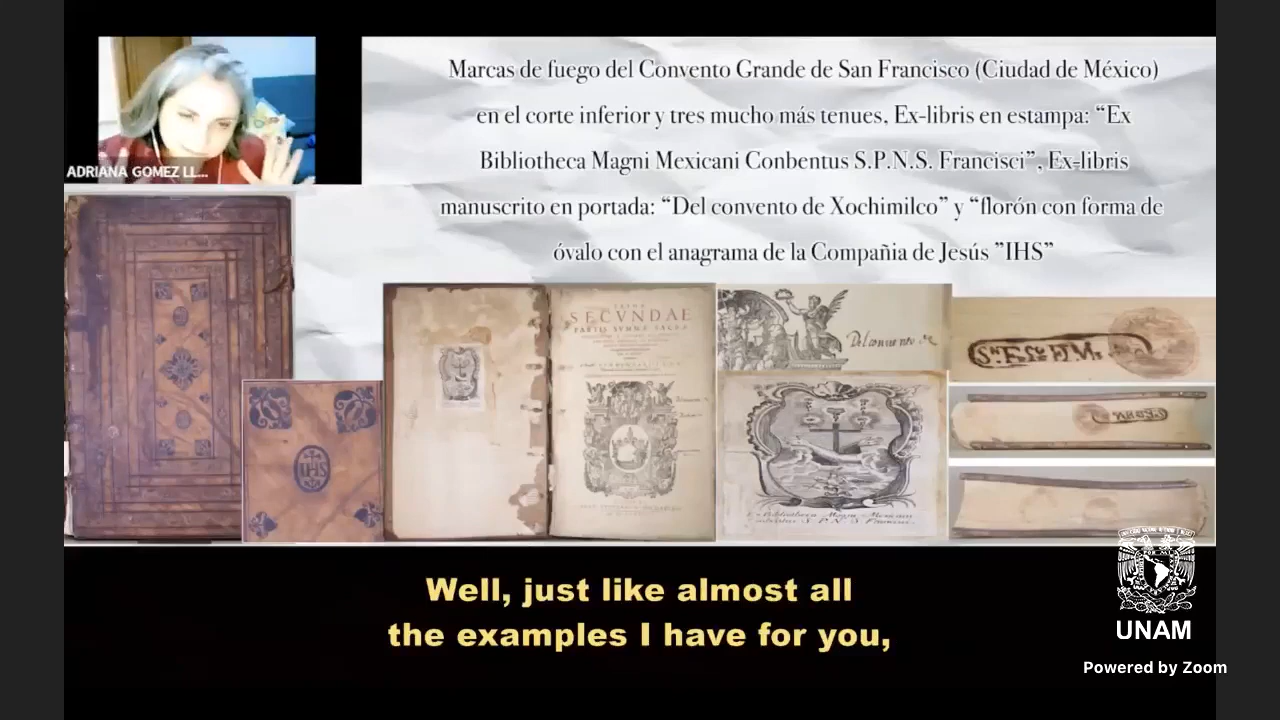 Marcas de fuego del Convento Grande de San Francisco (Ciudad de México)
en el corte inferior y tres mucho más tenues. Ex-libris en estampa: “Ex
Bibliotheca Magni Mexicani Conbentus S.P.N.S. Francisci”, Ex-libris
manuscrito en portada: “Del convento de Xochimilco” y “florón con forma de
óvalo con el anagrama de la Compañia de Jesús ”IHS”
ADRIANA GOMEZ LL...
SECVNDAE
Del convento
IHS
Well, just like almost all
the examples I have for you,
UNAM
Powered by Zoom